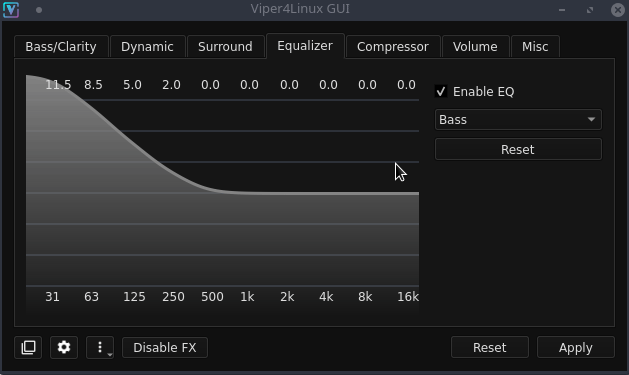 Viper4Linux GUI
Bass/Clarity Dynamic Surround Equalizer Compressor Volume Misc
11.5 8.5 5.0 2.0 0.0 0.0 0.0 0.0 0.0 0.0
Enable EQ
Bass
Reset
31 63 125 250 500 1k 2k 4k 8k 16k
Disable FX Reset Apply